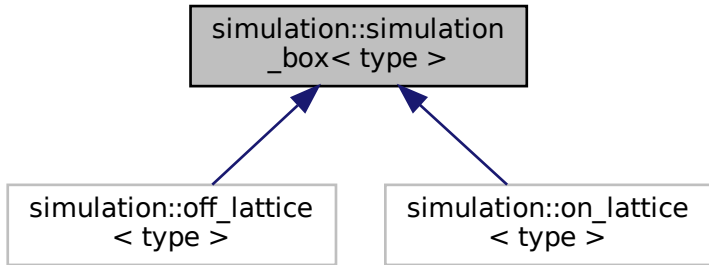 simulation::simulation
_box< type >
simulation::off_lattice
< type >
simulation::on_lattice
< type >